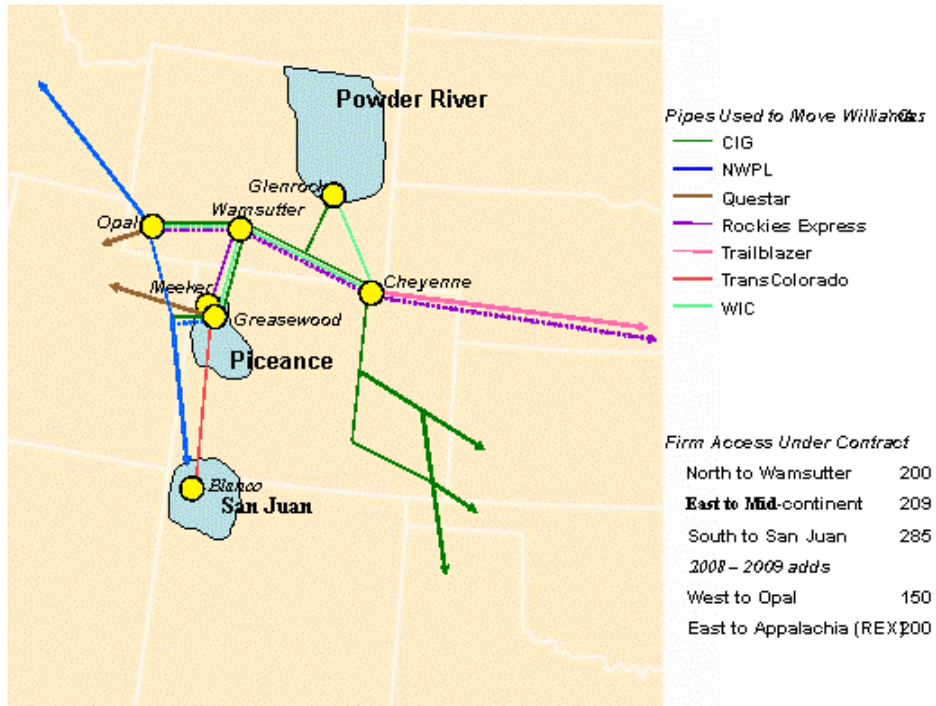 Powder River
Glenrock
Wamsutter
Opal
Cheyenne
Meeker
Greasewood
Piceance
Blanco
San Juan
Pipes Used to Move Williams Gas
CIG
NWPL
Questar
Rockies Express
Trailblazer
TransColorado
WIC
Firm Access Under Contract
North to Wamsutter 200
East to Mid-continent 209
South to San Juan 285
2008 – 2009 adds
West to Opal 150
East to Appalachia (REX) 200